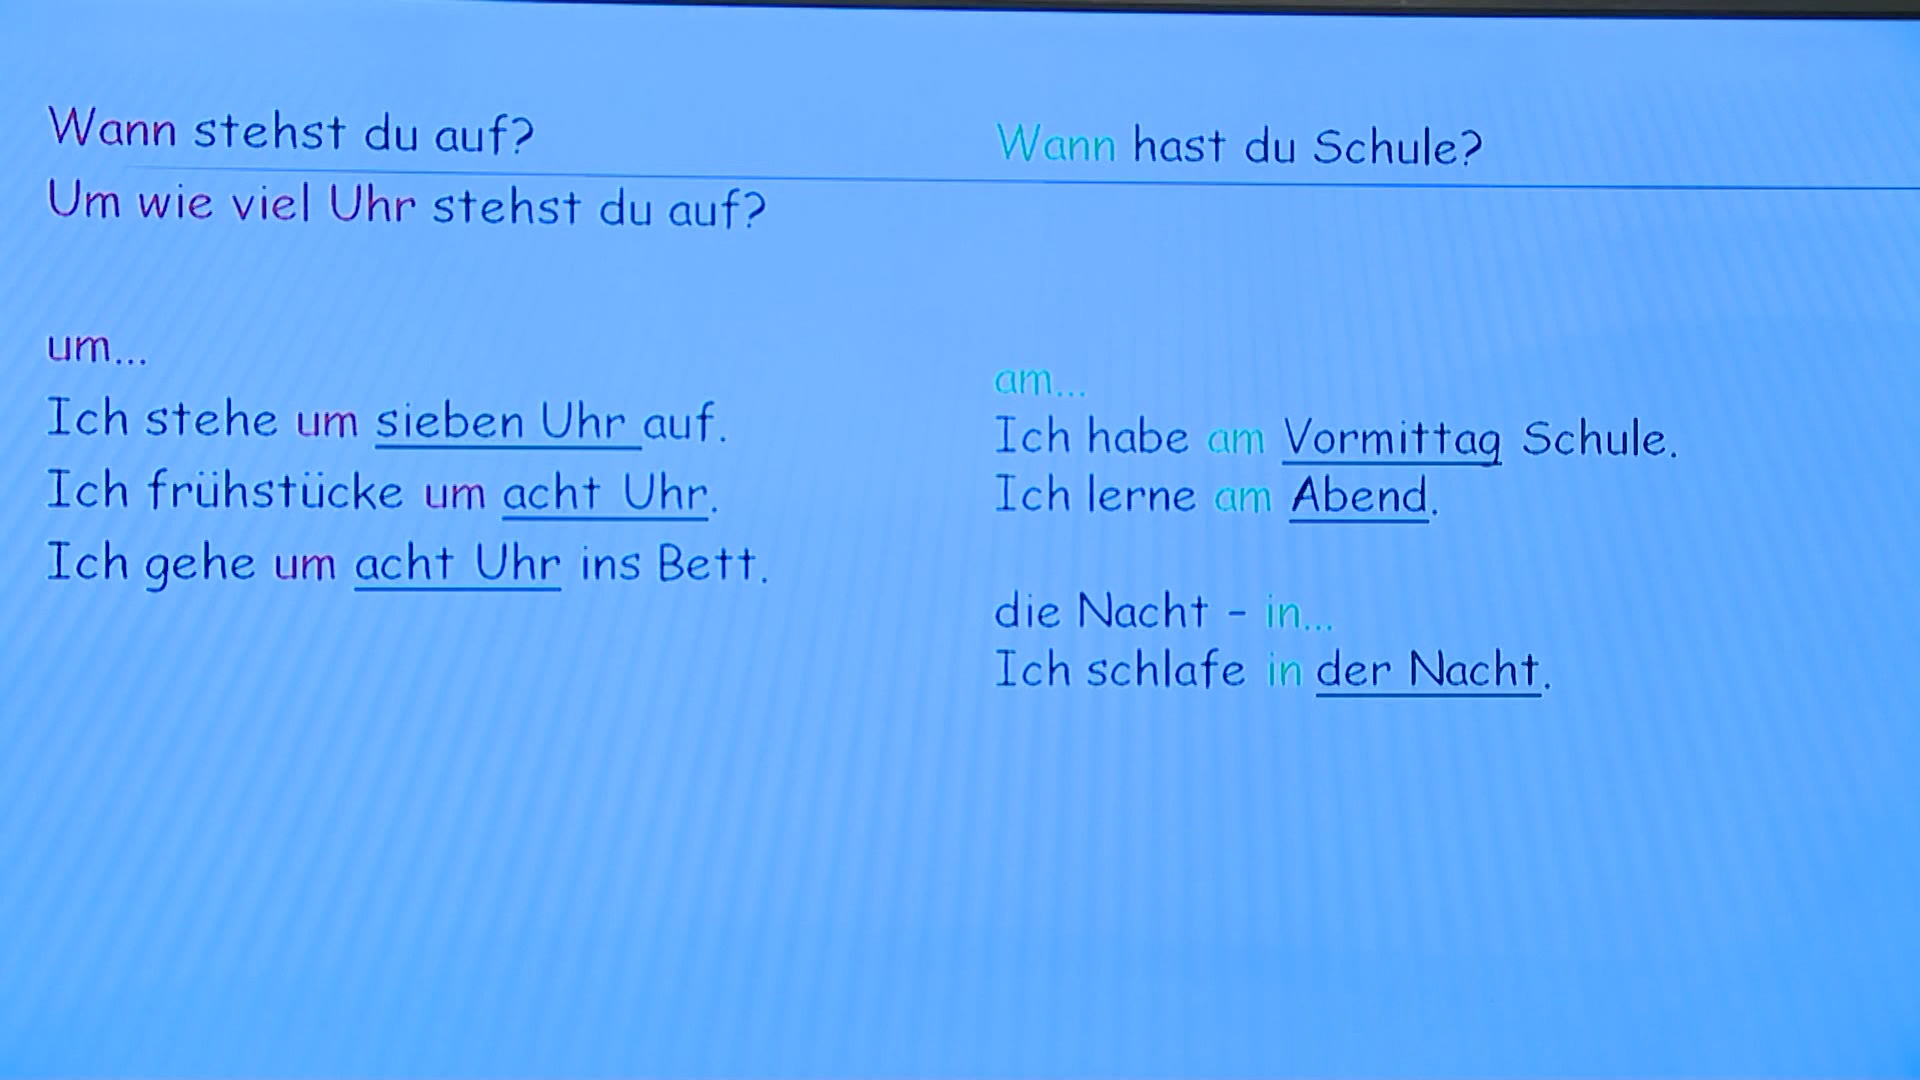 Wann stehst du auf?
Um wie viel Uhr stehst du auf?
um...
Ich stehe um sieben Uhr auf.
Ich frühstücke um acht Uhr.
Ich gehe um acht Uhr ins Bett.
Wann hast du Schule?
am...
Ich habe am Vormittag Schule.
Ich lerne am Abend.
die Nacht - in...
Ich schlafe in der Nacht.